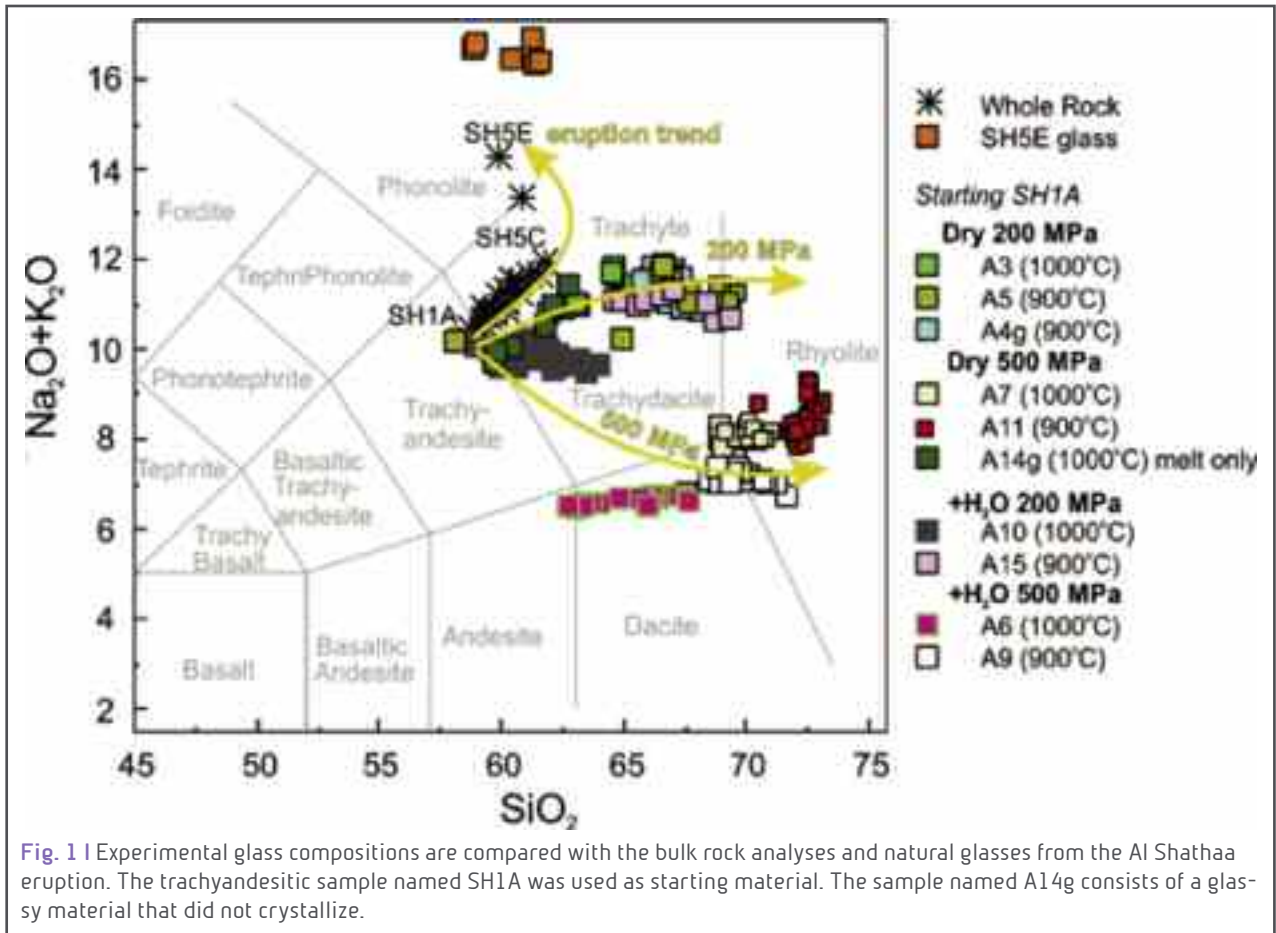 Na₂O+K₂O
16
14
12
10
8
6
4
2
45 50 55 60 65 70 75
SiO₂
SH5E
eruption trend
Phonolite
Foidite
SH5C
Trachyte
TephriPhonolite
200 MPa
SH1A
Rhyolite
Phonotephrite
Trachydacite
Trachy-
andesite
500 MPa
Tephrite
Basaltic
Trachy-
andesite
Trachy
Basalt
Andesite
Dacite
Basaltic
Andesite
Basalt
Whole Rock
SH5E glass
Starting SH1A
Dry 200 MPa
A3 (1000°C)
A5 (900°C)
A4g (900°C)
Dry 500 MPa
A7 (1000°C)
A11 (900°C)
A14g (1000°C) melt only
+H₂O 200 MPa
A10 (1000°C)
A15 (900°C)
+H₂O 500 MPa
A6 (1000°C)
A9 (900°C)
Fig. 1 | Experimental glass compositions are compared with the bulk rock analyses and natural glasses from the Al Shathaa
eruption. The trachyandesitic sample named SH1A was used as starting material. The sample named A14g consists of a glas-
sy material that did not crystallize.